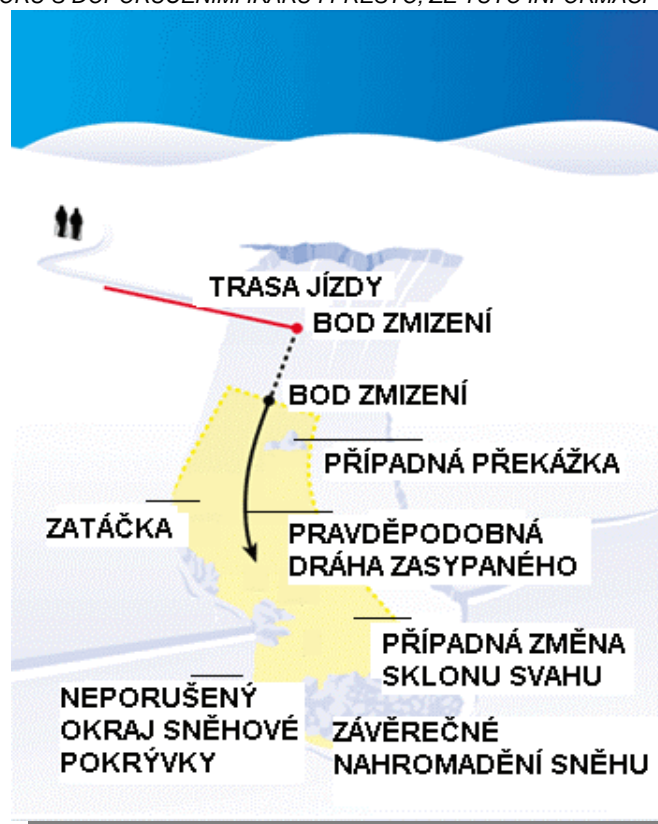 S DOPORUČENÍMI
TRASA JÍZDY
BOD ZMIZENÍ
BOD ZMIZENÍ
PŘÍPADNÁ PŘEKÁŽKA
ZATÁČKA
PRAVDĚPODOBNÁ
DRÁHA ZASYPANÉHO
PŘÍPADNÁ ZMĚNA
SKLONU SVAHU
NEPORUŠENÝ
OKRAJ SNĚHOVÉ
POKRÝVKY
ZÁVĚREČNÉ
NAHROMADĚNÍ SNĚHU